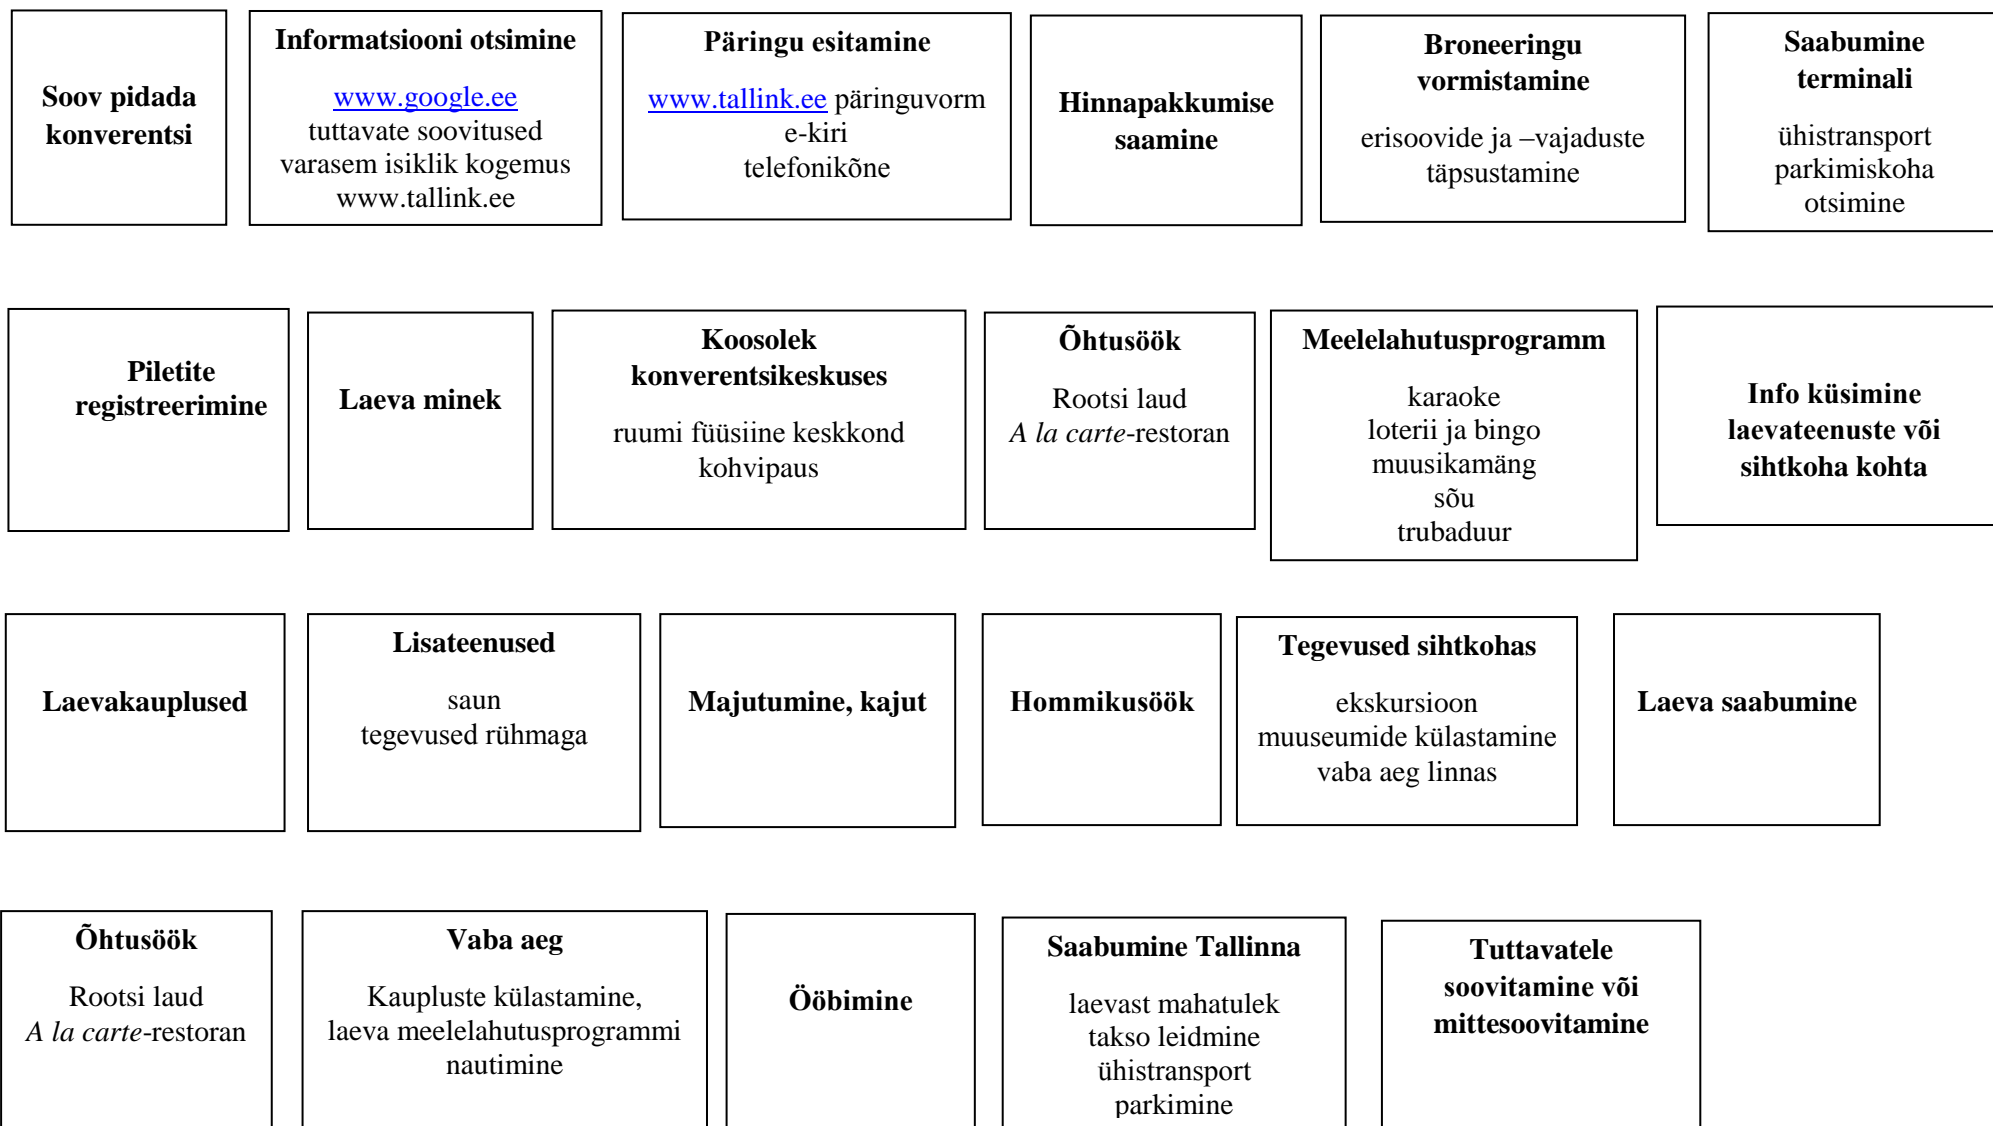 Soov pidada
konverentsi
Informatsiooni otsimine
www.google.ee
tuttavate soovitused
varasem isiklik kogemus
www.tallink.ee
Päringu esitamine
www.tallink.ee päringuvorm
e-kiri
telefonikõne
Hinnapakkumise
saamine
Broneeringu
vormistamine
erisoovide ja –vajaduste
täpsustamine
Saabumine
terminali
ühistransport
parkimiskoha
otsimine
Piletite
registreerimine
Laeva minek
Koosolek
konverentsikeskuses
ruumi füüsiine keskkond
kohvipaus
Õhtusöök
Rootsi laud
A la carte-restoran
Meelelahutusprogramm
karaoke
loterii ja bingo
muusikamäng
sõu
trubaduur
Info küsimine
laevateenuste või
sihtkoha kohta
Laevakauplused
Lisateenused
saun
tegevused rühmaga
Majutumine, kajut
Hommikusöök
Tegevused sihtkohas
ekskursioon
muuseumide külastamine
vaba aeg linnas
Laeva saabumine
Õhtusöök
Rootsi laud
A la carte-restoran
Vaba aeg
Kaupluste külastamine,
laeva meelelahutusprogrammi
nautimine
Ööbimine
Saabumine Tallinna
laevast mahatulek
takso leidmine
ühistransport
parkimine
Tuttavatele
soovitamine või
mittesoovitamine